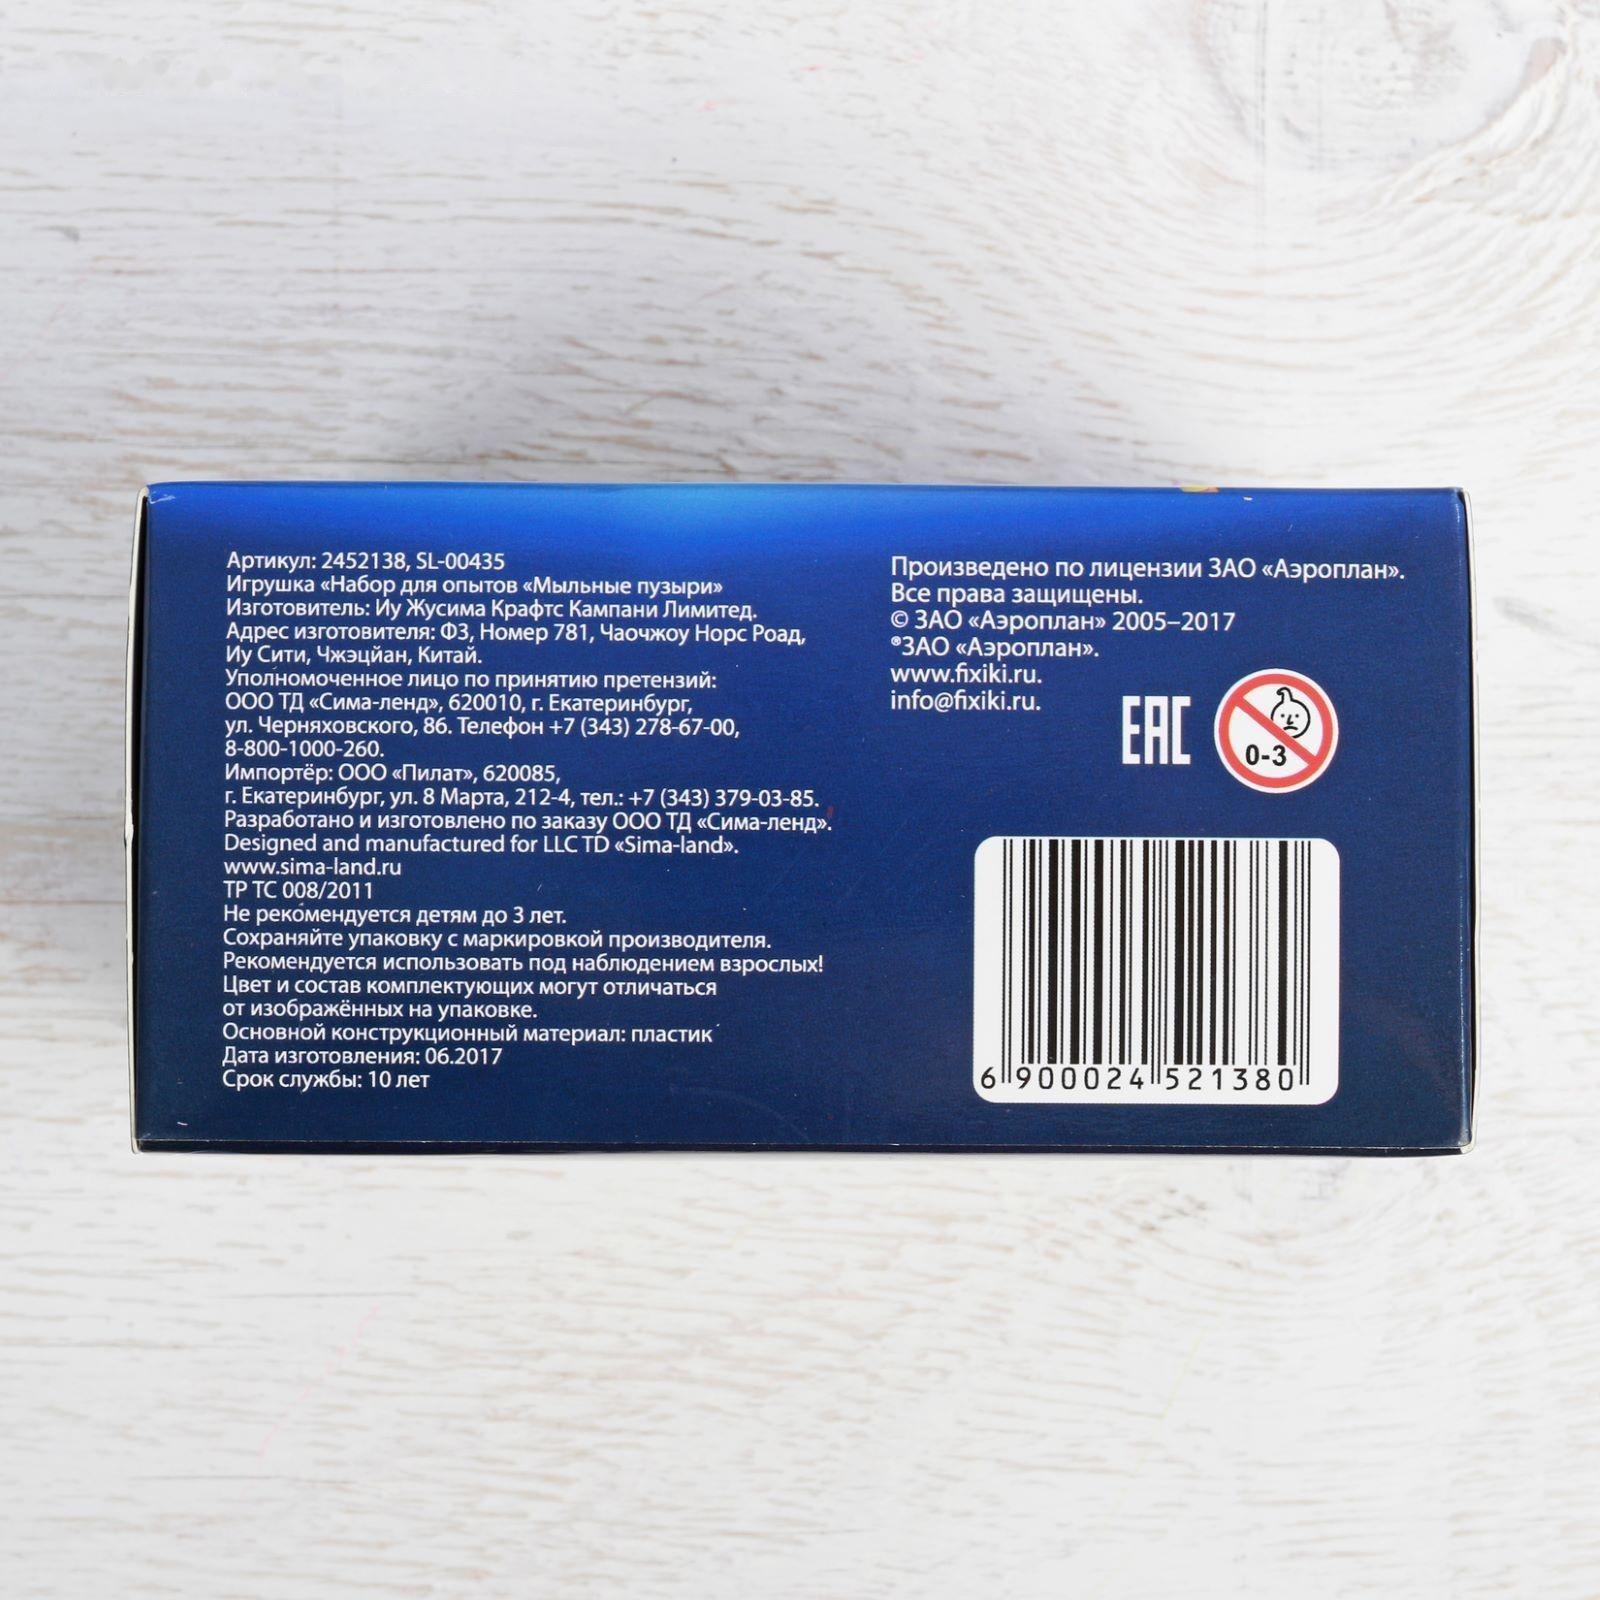 Артикул: 2452138, SL-00435
Игрушка «Набор для опытов «Мыльные пузыри»
Изготовитель: Иу Жусима Крафтс Кампани Лимитед.
Адрес изготовителя: Ф3, Номер 781, Чаочжоу Норс Роад,
Иу Сити, Чжэцйан, Китай.
Уполномоченное лицо по принятию претензий:
ООО ТД «Сима-ленд», 620010, г. Екатеринбург,
ул. Черняховского, 86. Телефон +7 (343) 278-67-00,
8-800-1000-260.
Импортёр: ООО «Пилат», 620085,
г. Екатеринбург, ул. 8 Марта, 212-4, тел.: +7 (343) 379-03-85.
Разработано и изготовлено по заказу ООО ТД «Сима-ленд».
Designed and manufactured for LLC TD «Sima-land».
www.sima-land.ru
ТР ТС 008/2011
Не рекомендуется детям до 3 лет.
Сохраняйте упаковку с маркировкой производителя.
Рекомендуется использовать под наблюдением взрослых!
Цвет и состав комплектующих могут отличаться
от изображённых на упаковке.
Основной конструкционный материал: пластик
Дата изготовления: 06.2017
Срок службы: 10 лет
Произведено по лицензии ЗАО «Аэроплан».
Все права защищены.
© ЗАО «Аэроплан» 2005–2017
®ЗАО «Аэроплан».
www.fixiki.ru.
info@fixiki.ru.
EAC
0-3
6 900024 521380